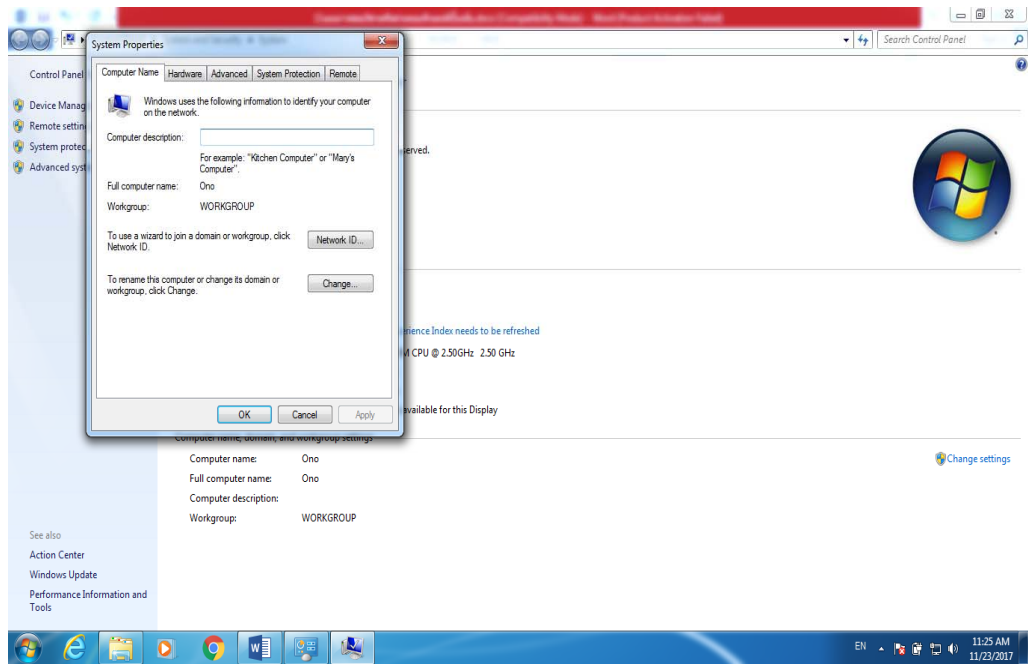 Search Control Panel
System Properties
Computer Name
Hardware
Advanced
System Protection
Remote
Windows uses the following information to identify your computer
on the network.
Computer description:
For example: "Kitchen Computer" or "Mary's
Computer".
Full computer name: Ono
Workgroup: WORKGROUP
To use a wizard to join a domain or workgroup, click
Network ID.
Network ID...
To rename this computer or change its domain or
workgroup, click Change.
Change...
OK
Cancel
Apply
Control Panel
Device Manag
Remote settin
System protec
Advanced syst
served.
erience Index needs to be refreshed
M CPU @ 2.50GHz 2.50 GHz
available for this Display
Computer name, domain, and workgroup settings
Computer name: Ono
Change settings
Full computer name: Ono
Computer description:
Workgroup: WORKGROUP
See also
Action Center
Windows Update
Performance Information and
Tools
EN
11:25 AM
11/23/2017